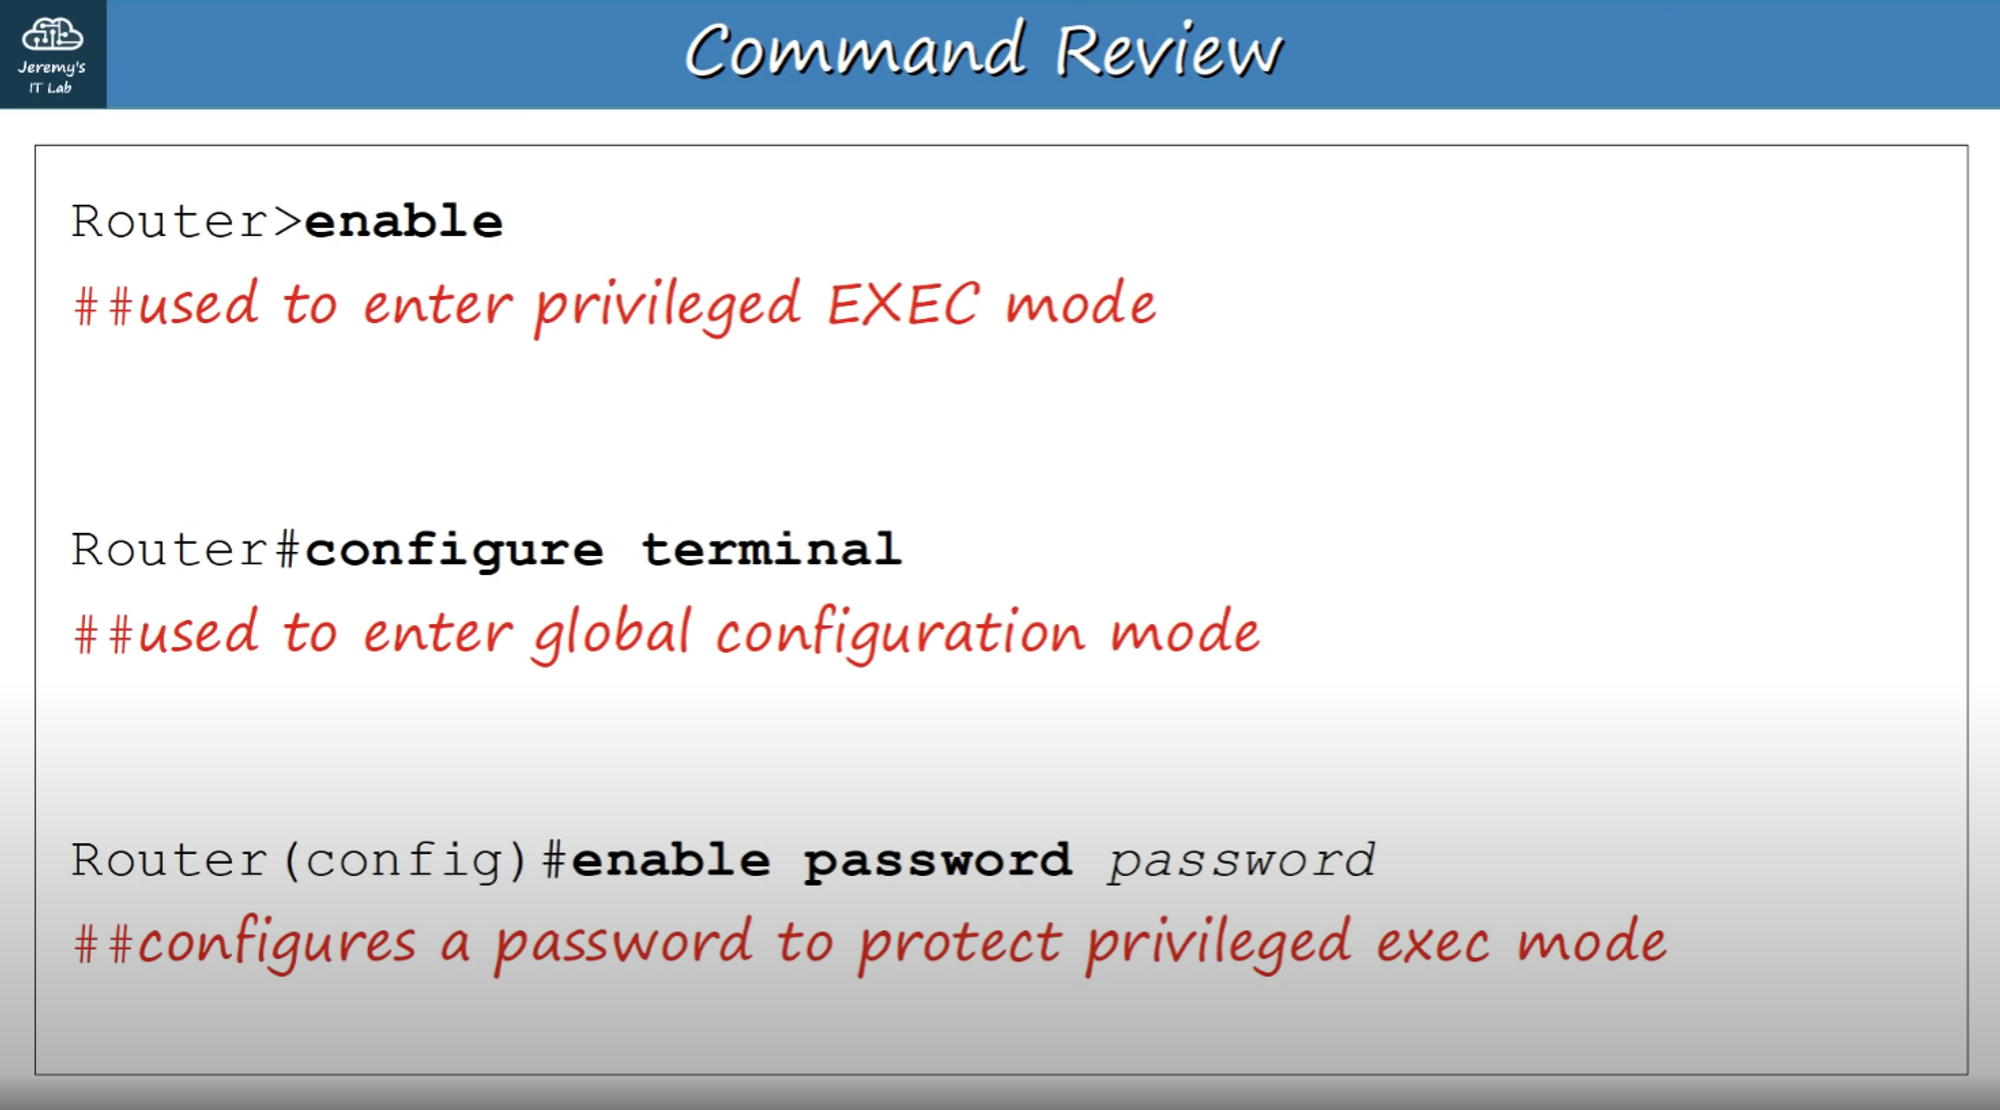 Jeremy's
IT Lab
Command Review
Router>enable
##used to enter privileged EXEC mode
Router#configure terminal
##used to enter global configuration mode
Router(config)#enable password password
##configures a password to protect privileged exec mode